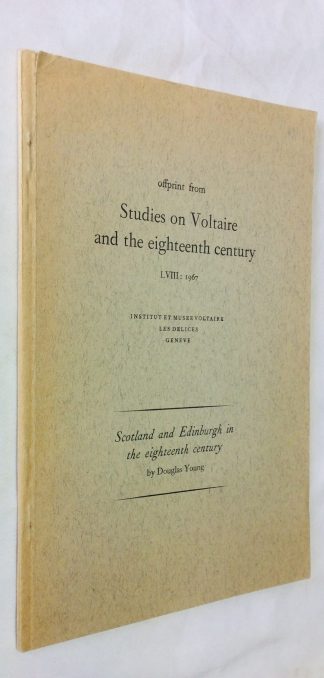 offprint from
Studies on Voltaire
and the eighteenth century
LVIII: 1967
INSTITUT ET MUSEE VOLTAIRE
LES DELICES
GENEVE
Scotland and Edinburgh in
the eighteenth century
by Douglas Young